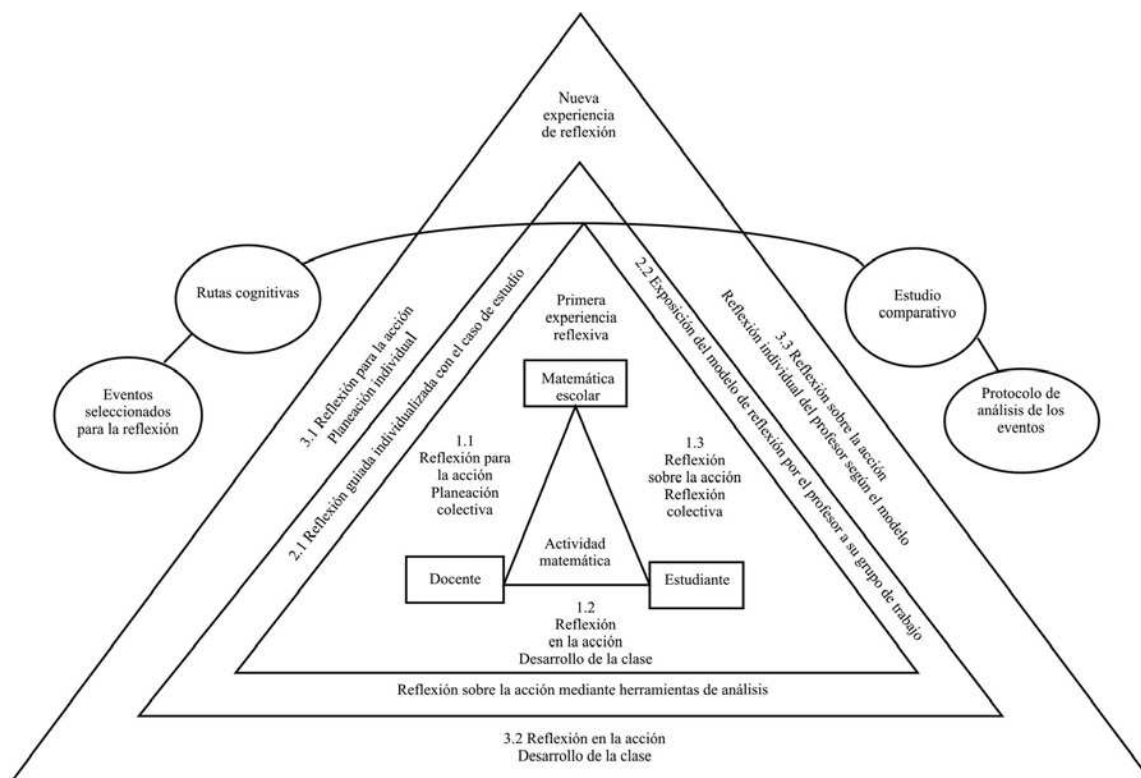 Nueva
experiencia
de reflexión
Rutas cognitivas
Eventos
seleccionados
para la reflexión
Estudio
comparativo
Protocolo de
análisis de los
eventos
3.1 Reflexión para la acción
Planeación individual
2.1 Reflexión guiada individualizada con el caso de estudio
2.2 Exposición del modelo de reflexión por el profesor a su grupo de trabajo
3.3 Reflexión sobre la acción
Reflexión individual del profesor según el modelo
Primera
experiencia
reflexiva
Matemática
escolar
1.1
Reflexión para
la acción
Planeación
colectiva
1.3
Reflexión
sobre la acción
Reflexión
colectiva
Actividad
matemática
Docente
Estudiante
1.2
Reflexión
en la acción
Desarrollo de la clase
Reflexión sobre la acción mediante herramientas de análisis
3.2 Reflexión en la acción
Desarrollo de la clase